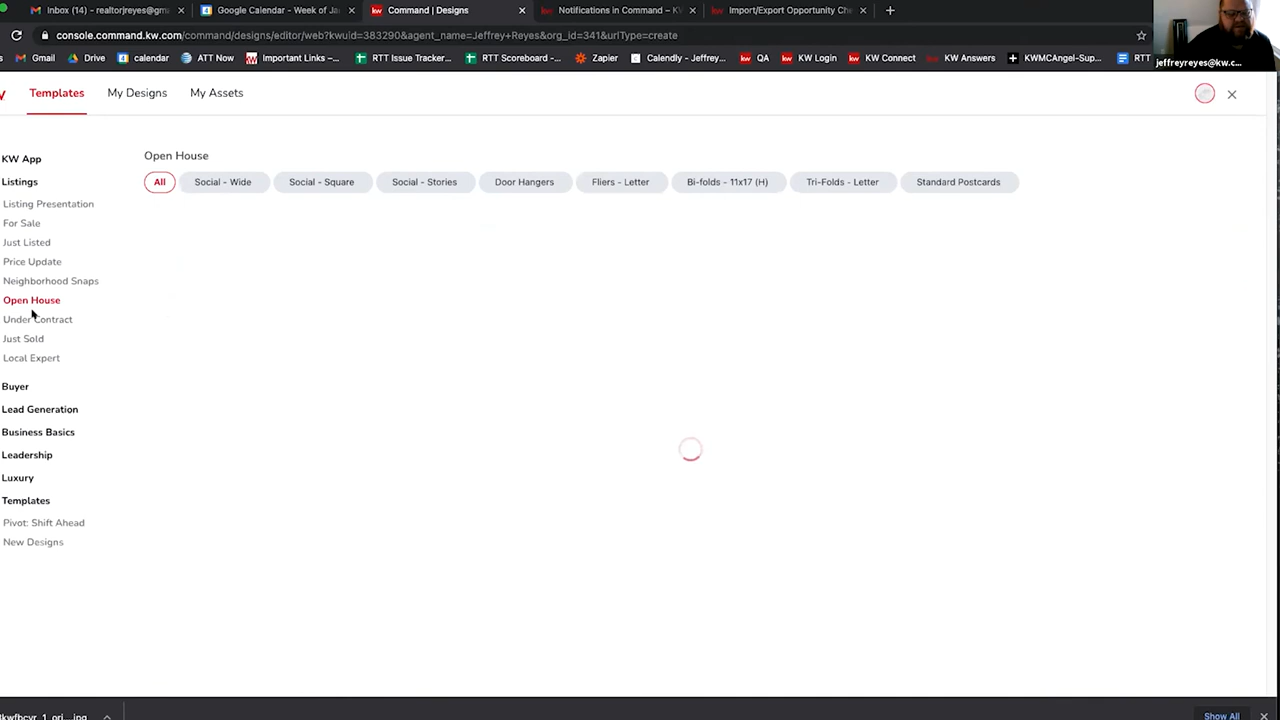 Inbox (14) - realtorjreyes@gm
Google Calendar - Week of Ja
Command | Designs
Notifications in Command – K
Import/Export Opportunity Ch
console.command.kw.com/command/designs/editor/web?kwuid=383290&agent_name=Jeffrey+Reyes&org_id=341&urlType=create
Gmail
Drive
calendar
ATT Now
Important Links –...
RTT Issue Tracker...
RTT Scoreboard -...
Zapier
Calendly - Jeffrey...
QA
KW Login
KW Connect
KW Answers
KWMCAngel-Sup...
RTT
jeffreyreyes@kw.c...
Templates
My Designs
My Assets
KW App
Listings
Listing Presentation
For Sale
Just Listed
Price Update
Neighborhood Snaps
Open House
Under Contract
Just Sold
Local Expert
Buyer
Lead Generation
Business Basics
Leadership
Luxury
Templates
Pivot: Shift Ahead
New Designs
Open House
All
Social - Wide
Social - Square
Social - Stories
Door Hangers
Fliers - Letter
Bi-folds - 11x17 (H)
Tri-Folds - Letter
Standard Postcards
Show All